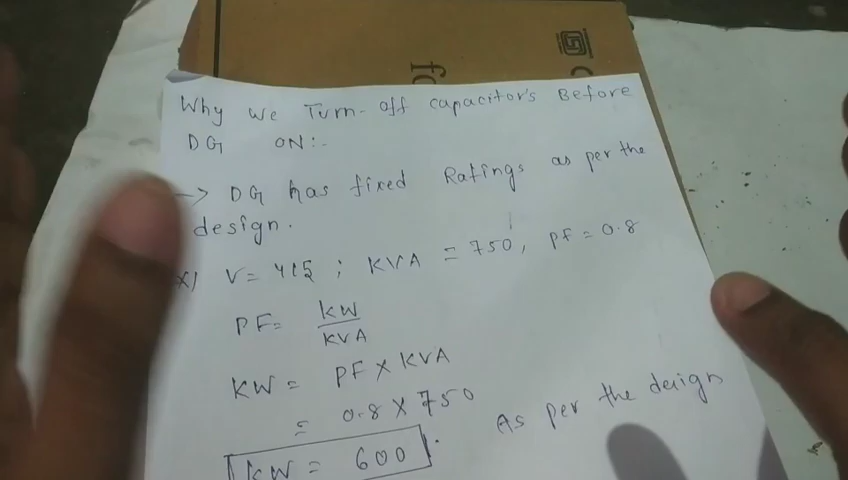 Why we Turn-off capacitor's Before
DG ON:-
-> DG has fixed Ratings as per the
design.
V = 415 ; KVA = 750, Pf = 0.8
PF = KW
KVA
KW = PF X KVA
= 0.8 X 750
KW = 600 . As per the design